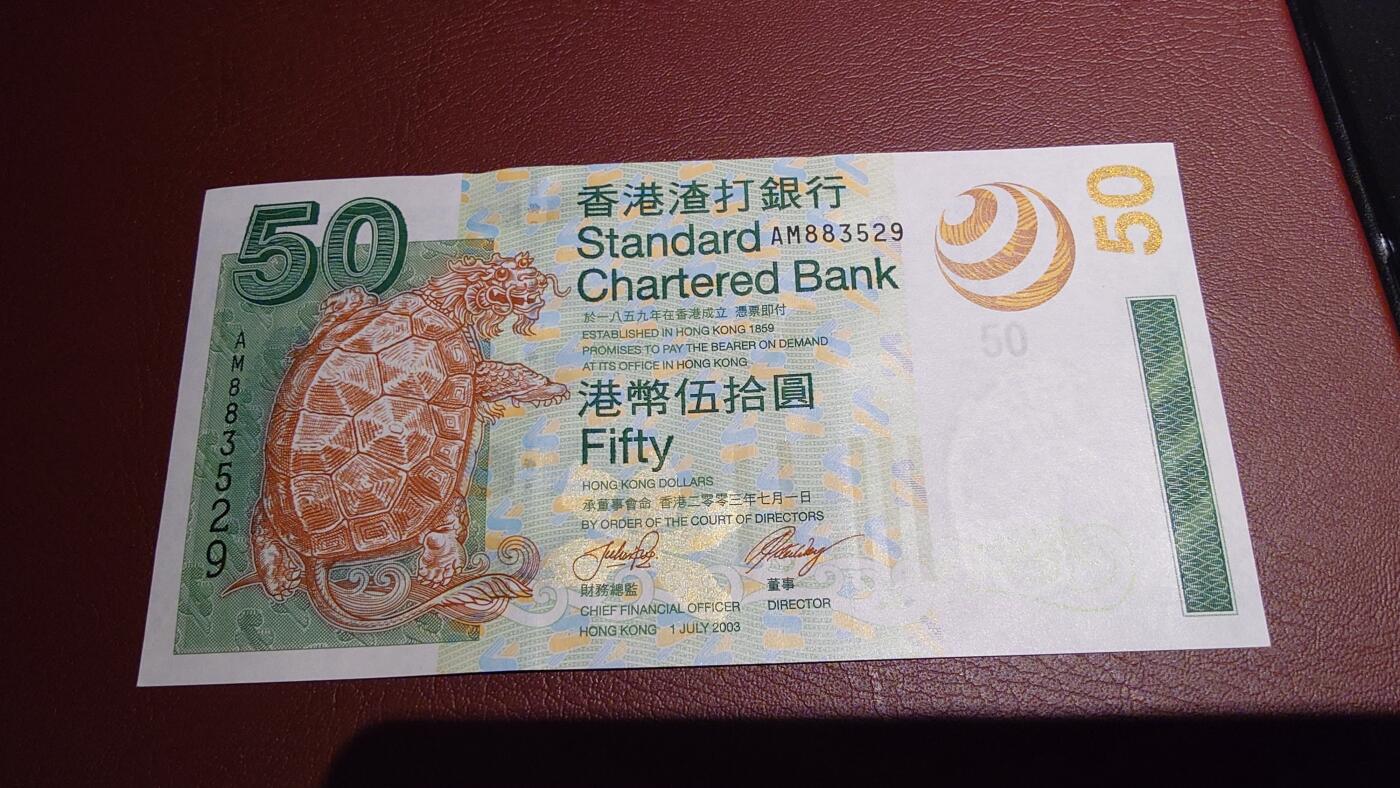 50
AM883529
香港渣打銀行
Standard AM883529
Chartered Bank
於一八五九年在香港成立 憑票即付
ESTABLISHED IN HONG KONG 1859
PROMISES TO PAY THE BEARER ON DEMAND
AT ITS OFFICE IN HONG KONG
港幣伍拾圓
Fifty
HONG KONG DOLLARS
承董事會命 香港二零零三年七月一日
BY ORDER OF THE COURT OF DIRECTORS
財務總監
CHIEF FINANCIAL OFFICER
董事
DIRECTOR
HONG KONG 1 JULY 2003
50
50